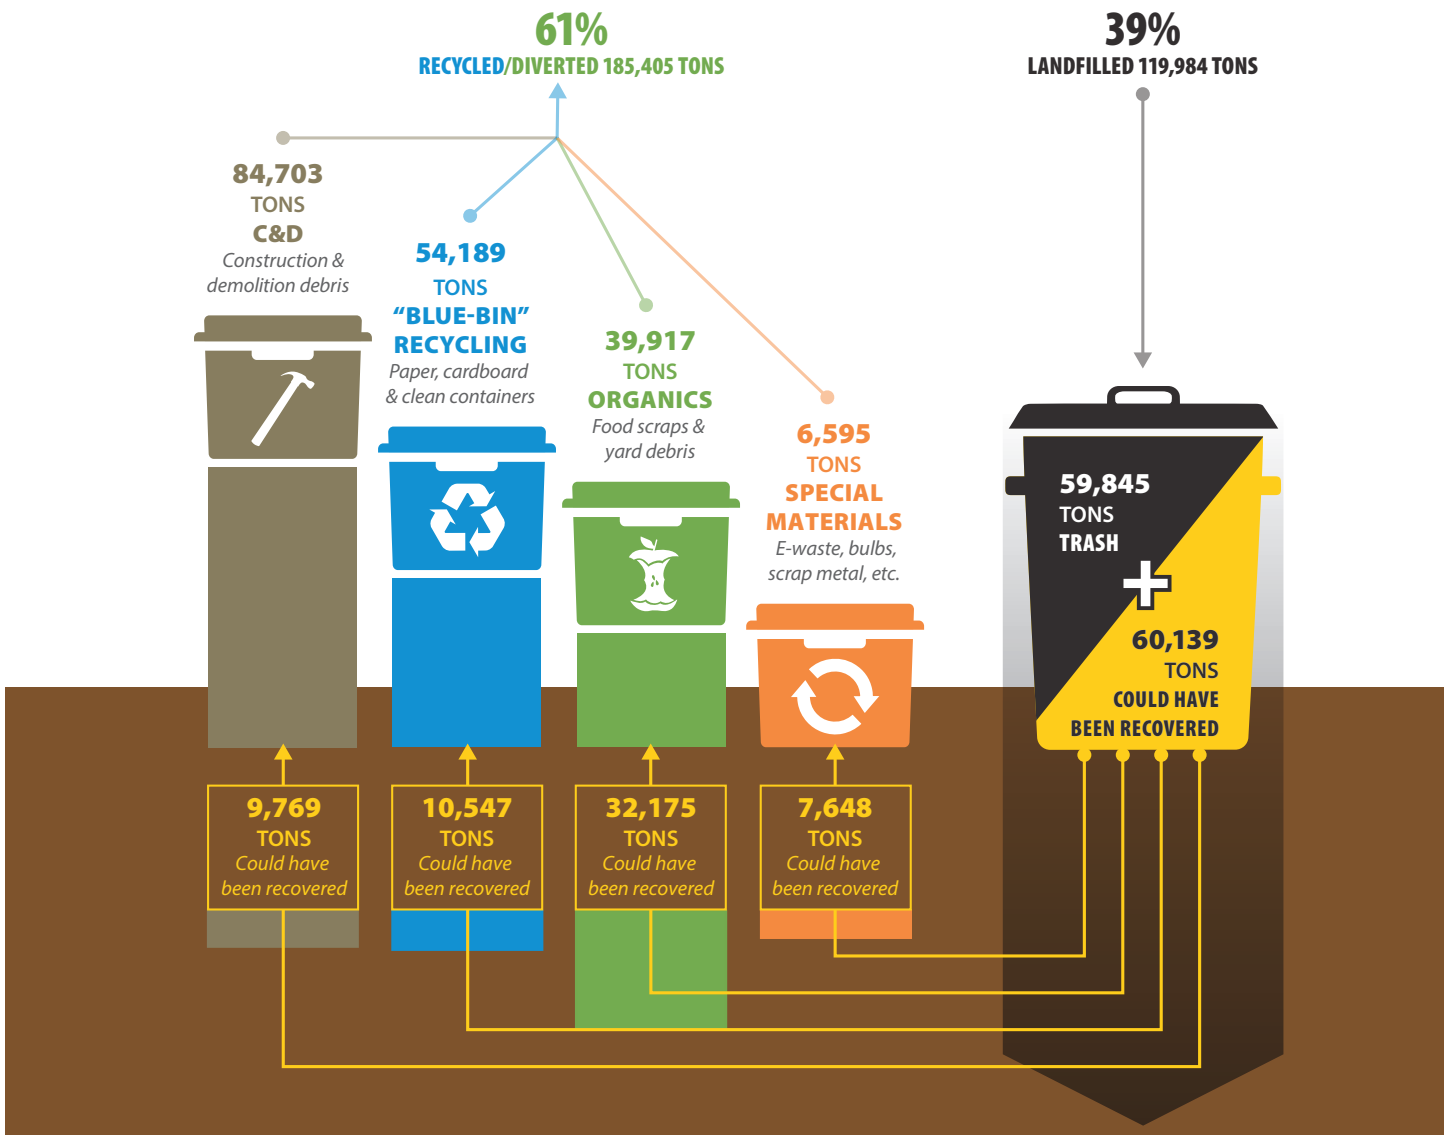 61%
RECYCLED/DIVERTED 185,405 TONS
39%
LANDFILLED 119,984 TONS
84,703
TONS
C&D
Construction &
demolition debris
54,189
TONS
“BLUE-BIN”
RECYCLING
Paper, cardboard
& clean containers
39,917
TONS
ORGANICS
Food scraps &
yard debris
6,595
TONS
SPECIAL
MATERIALS
E-waste, bulbs,
scrap metal, etc.
59,845
TONS
TRASH
60,139
TONS
COULD HAVE
BEEN RECOVERED
9,769
TONS
Could have
been recovered
10,547
TONS
Could have
been recovered
32,175
TONS
Could have
been recovered
7,648
TONS
Could have
been recovered